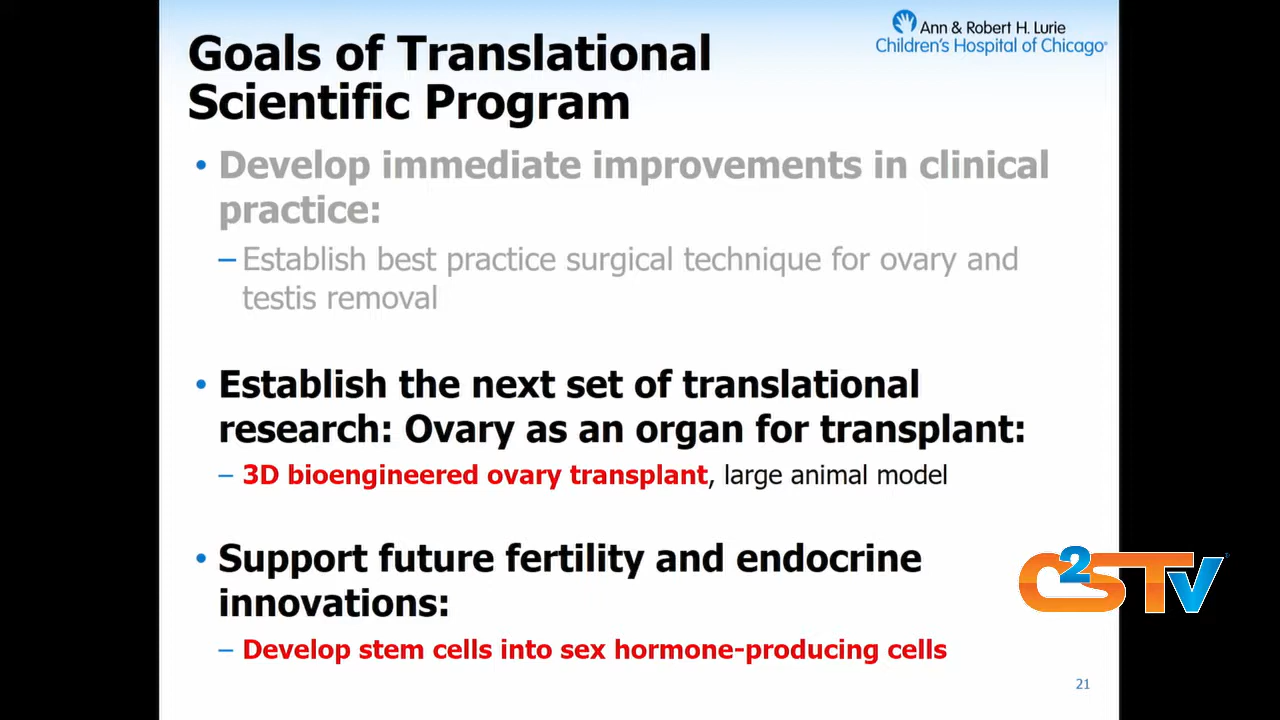 Ann & Robert H. Lurie
Children's Hospital of Chicago®
Goals of Translational
Scientific Program
• Develop immediate improvements in clinical
practice:
– Establish best practice surgical technique for ovary and
testis removal
• Establish the next set of translational
research: Ovary as an organ for transplant:
– 3D bioengineered ovary transplant, large animal model
• Support future fertility and endocrine
innovations:
– Develop stem cells into sex hormone-producing cells
C2STV
21